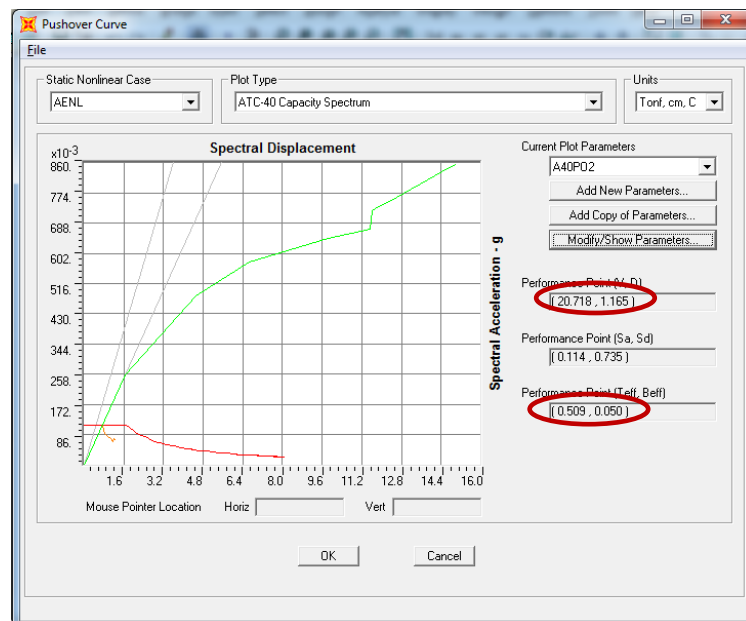 Pushover Curve
File
Static Nonlinear Case
AENL
Plot Type
ATC-40 Capacity Spectrum
Units
Tonf, cm, C
Spectral Displacement
x10-3
860.
774.
688.
602.
516.
430.
344.
258.
172.
86.
1.6 3.2 4.8 6.4 8.0 9.6 11.2 12.8 14.4 16.0
Spectral Acceleration - g
Mouse Pointer Location Horiz Vert
Current Plot Parameters
A40PO2
Add New Parameters...
Add Copy of Parameters...
Modify/Show Parameters...
Performance Point (V, D)
( 20.718 , 1.165 )
Performance Point (Sa, Sd)
( 0.114 , 0.735 )
Performance Point (Teff, Beff)
( 0.509 , 0.050 )
OK Cancel